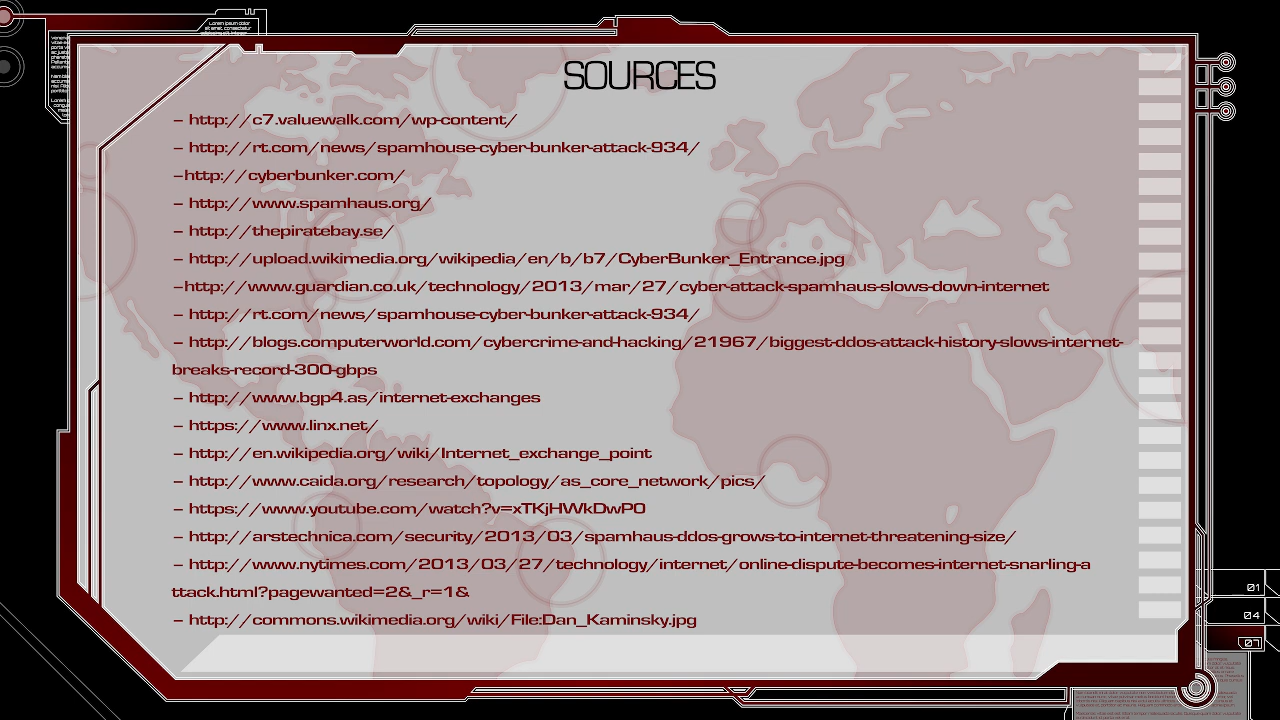 Lorem ipsum dolor
sit amet, consectetur
SOURCES
- http://c7.valuewalk.com/wp-content/
- http://rt.com/news/spamhouse-cyber-bunker-attack-934/
-http://cyberbunker.com/
- http://www.spamhaus.org/
- http://thepiratebay.se/
- http://upload.wikimedia.org/wikipedia/en/b/b7/CyberBunker_Entrance.jpg
-http://www.guardian.co.uk/technology/2013/mar/27/cyber-attack-spamhaus-slows-down-internet
- http://rt.com/news/spamhouse-cyber-bunker-attack-934/
- http://blogs.computerworld.com/cybercrime-and-hacking/21967/biggest-ddos-attack-history-slows-internet-
breaks-record-300-gbps
- http://www.bgp4.as/internet-exchanges
- https://www.linx.net/
- http://en.wikipedia.org/wiki/Internet_exchange_point
- http://www.caida.org/research/topology/as_core_network/pics/
- https://www.youtube.com/watch?v=xTKjHWkDwP0
- http://arstechnica.com/security/2013/03/spamhaus-ddos-grows-to-internet-threatening-size/
- http://www.nytimes.com/2013/03/27/technology/internet/online-dispute-becomes-internet-snarling-a
ttack.html?pagewanted=2&_r=1&
- http://commons.wikimedia.org/wiki/File:Dan_Kaminsky.jpg
01
04
07